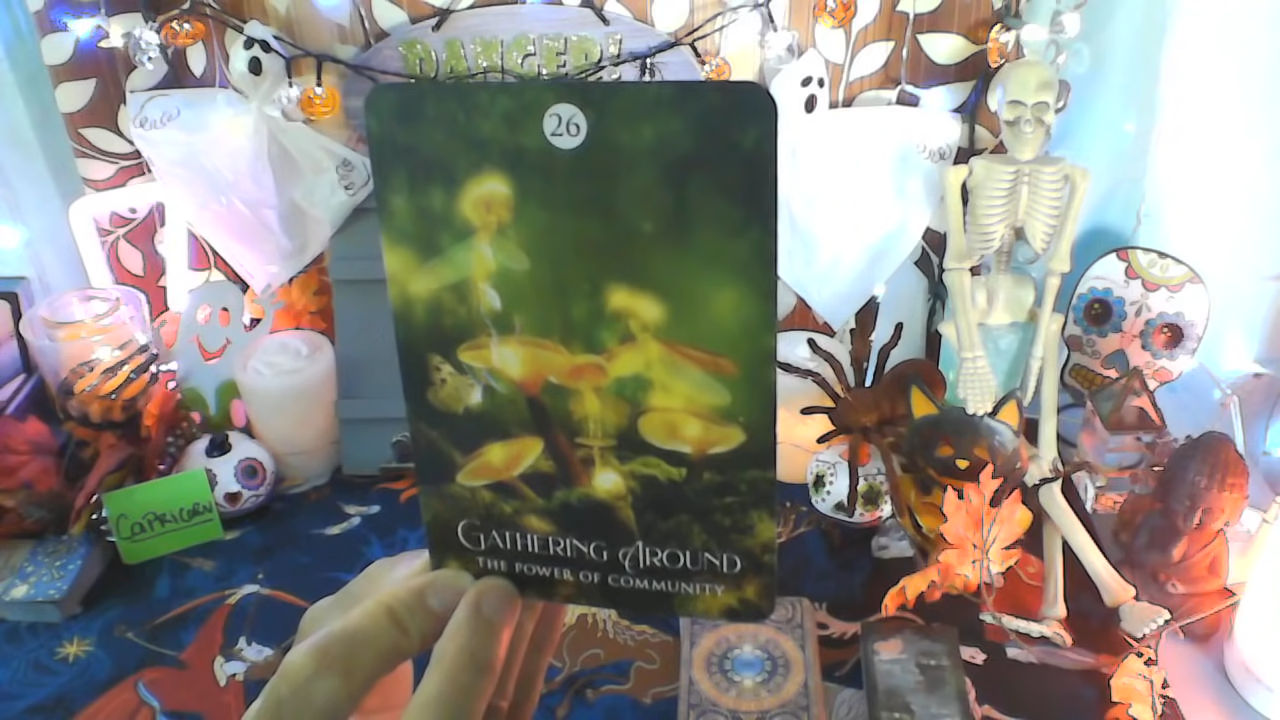 DANGER!
26
CAPRICORN
GATHERING AROUND
THE POWER OF COMMUNITY